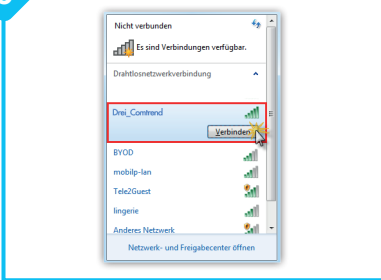 Nicht verbunden
Es sind Verbindungen verfügbar.
Drahtlosnetzwerkverbindung
Drei_Comtrend
Verbinden
BYOD
mobilp-lan
Tele2Guest
lingerie
Anderes Netzwerk
Netzwerk- und Freigabecenter öffnen